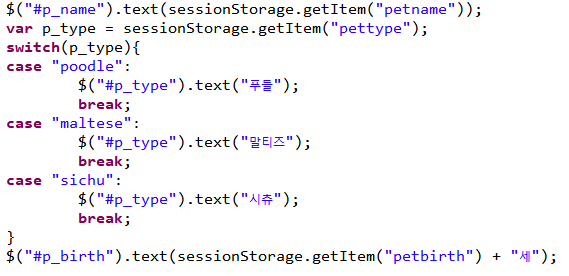 $("#p_name").text(sessionStorage.getItem("petname"));
var p_type = sessionStorage.getItem("pettype");
switch(p_type){
case "poodle":
$("#p_type").text("푸들");
break;
case "maltese":
$("#p_type").text("말티즈");
break;
case "sichu":
$("#p_type").text("시츄");
break;
}
$("#p_birth").text(sessionStorage.getItem("petbirth") + "세");